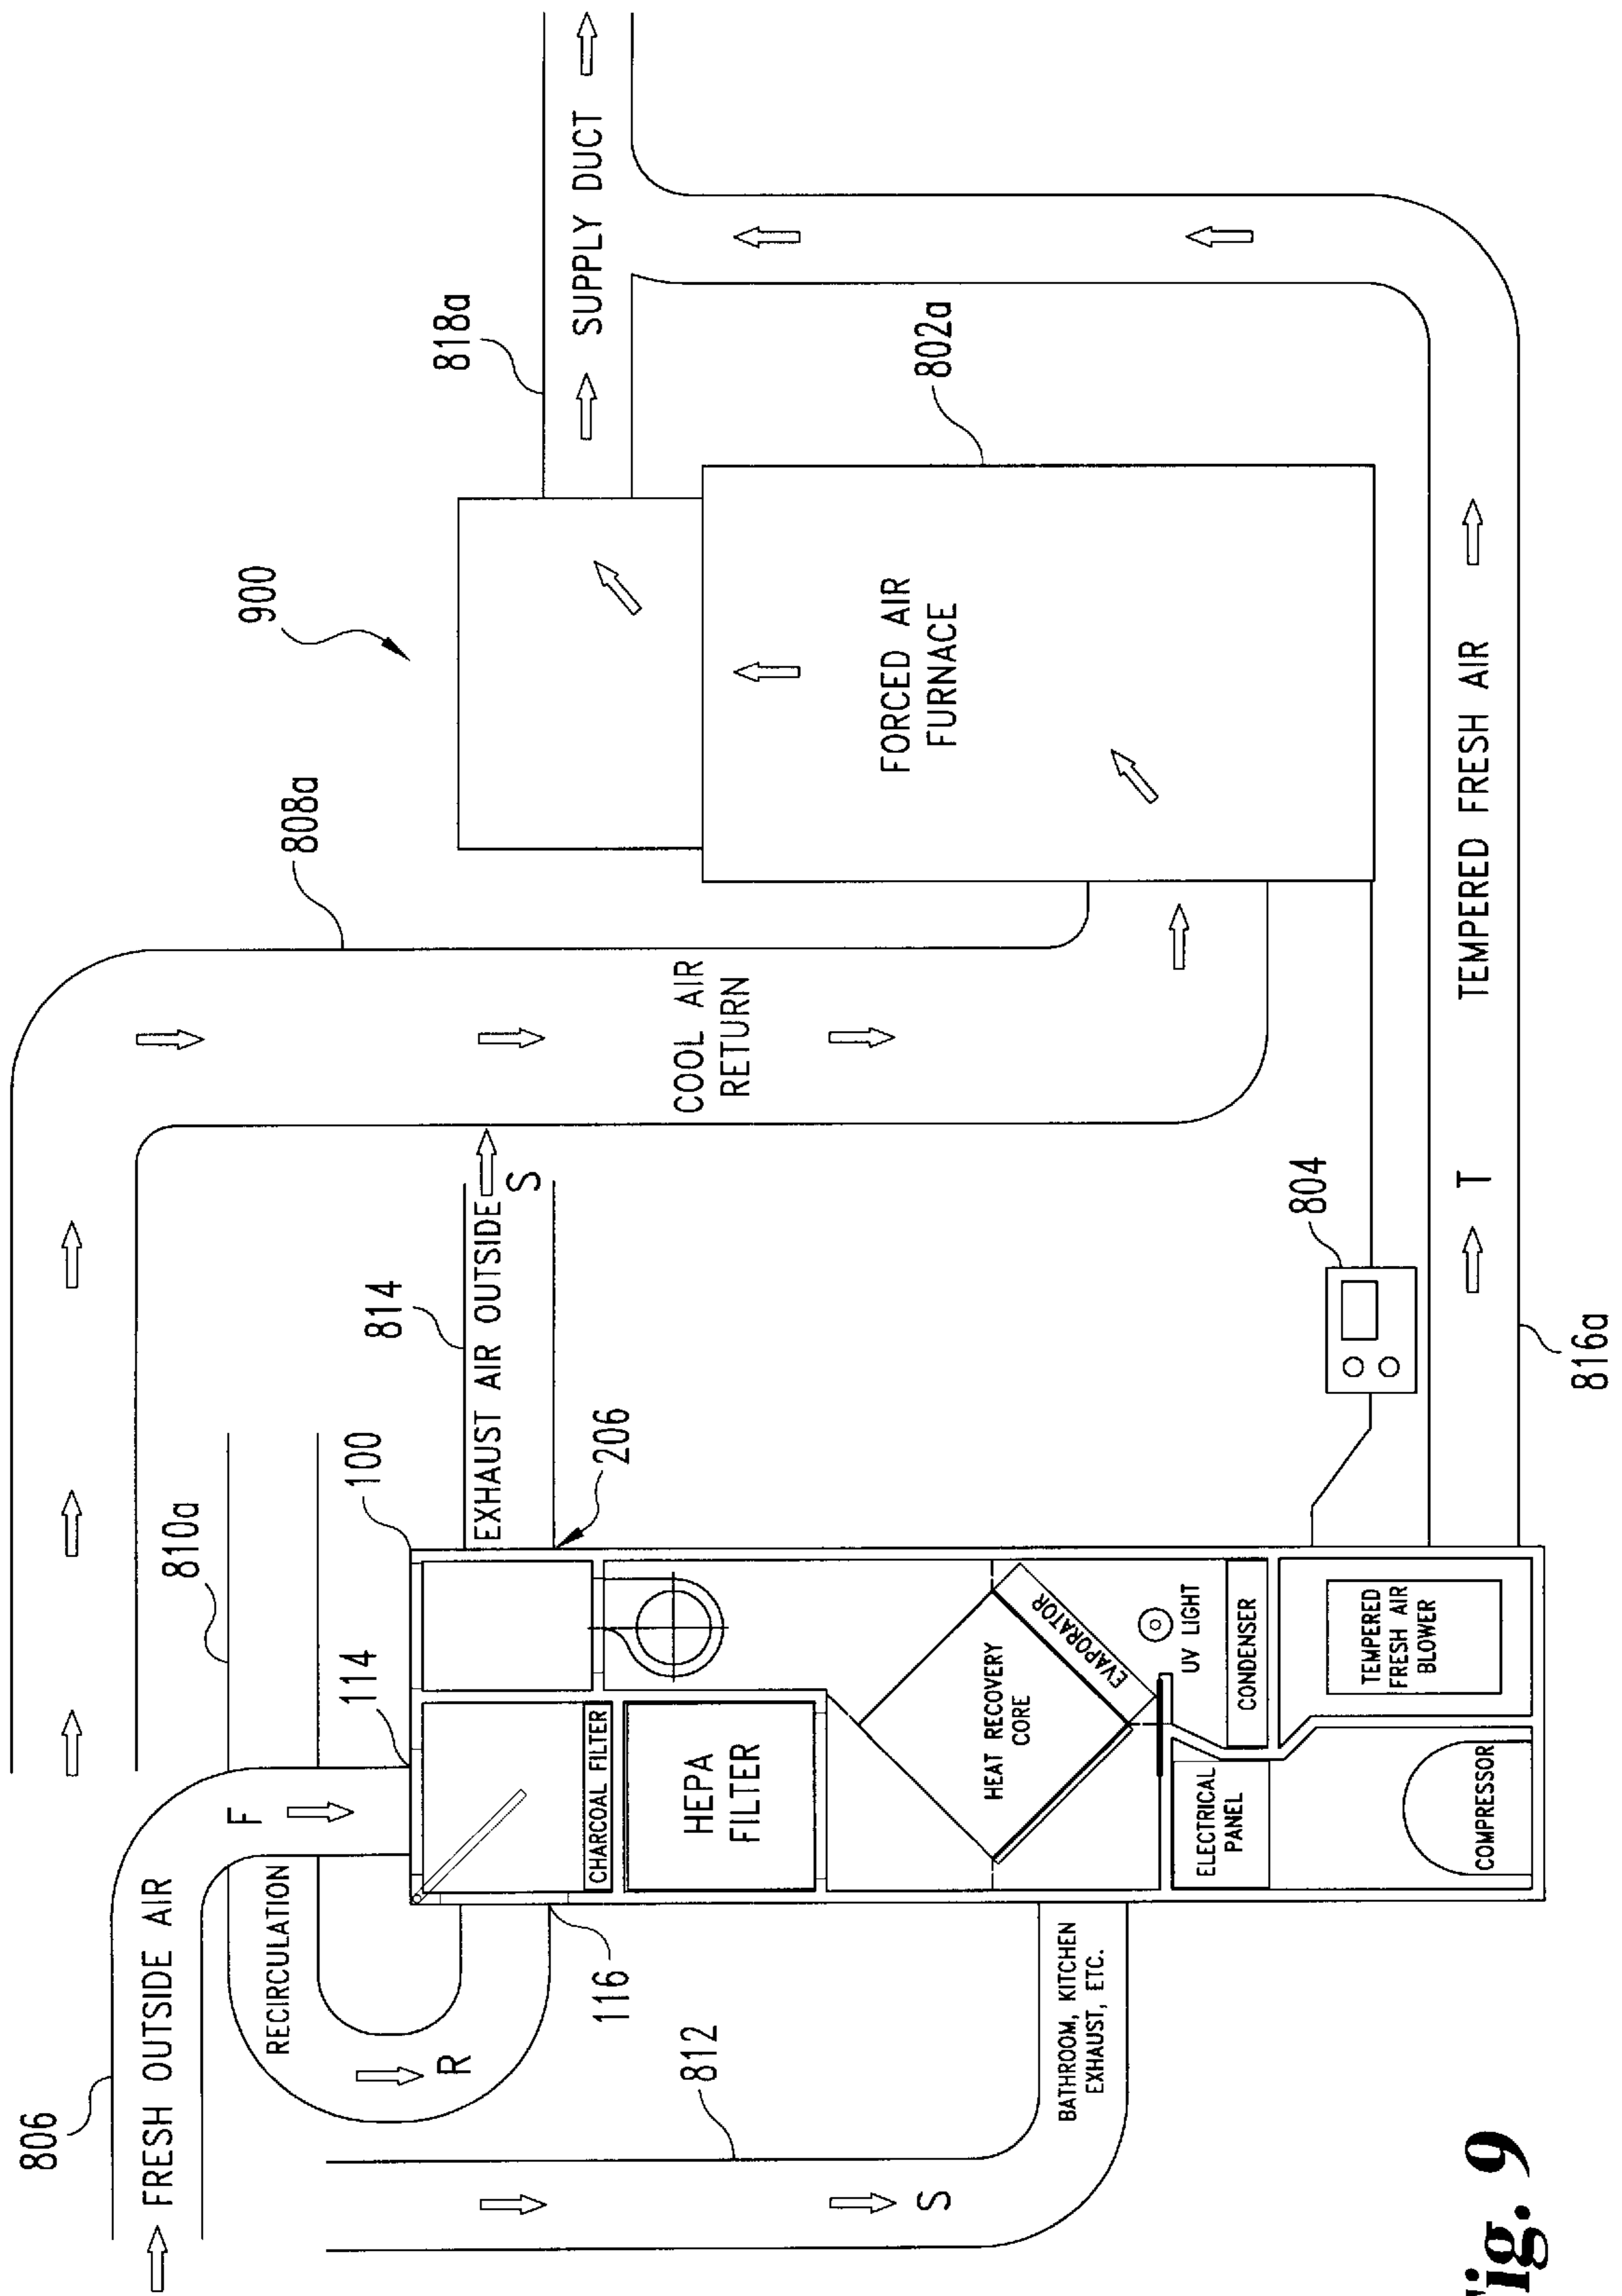 806
FRESH OUTSIDE AIR
F
RECIRCULATION
R
810a
114
100
116
812
S
BATHROOM, KITCHEN
EXHAUST, ETC.
CHARCOAL FILTER
HEPA
FILTER
HEAT RECOVERY
CORE
EVAPORATOR
UV LIGHT
CONDENSER
ELECTRICAL
PANEL
COMPRESSOR
TEMPERED
FRESH AIR
BLOWER
814
EXHAUST AIR OUTSIDE
S
206
808a
COOL AIR
RETURN
900
FORCED AIR
FURNACE
802a
818a
SUPPLY DUCT
804
T
TEMPERED FRESH AIR
816a
ig. 9